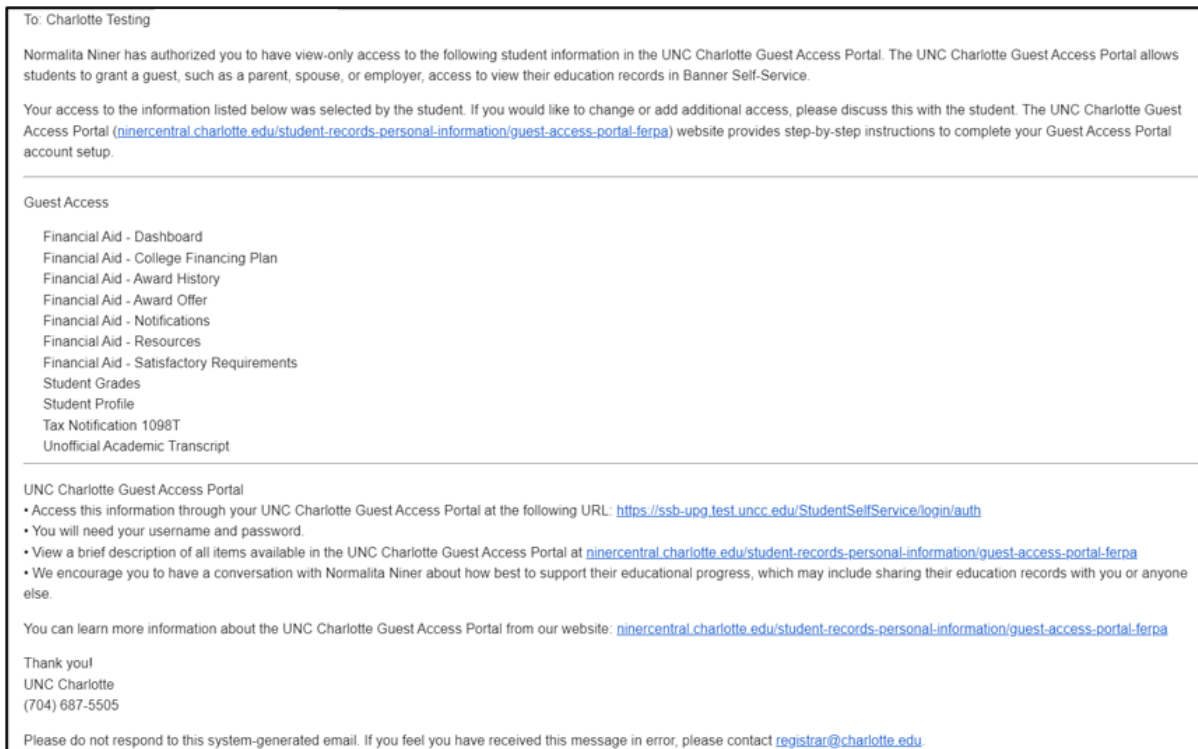 To: Charlotte Testing
Normalita Niner has authorized you to have view-only access to the following student information in the UNC Charlotte Guest Access Portal. The UNC Charlotte Guest Access Portal allows
students to grant a guest, such as a parent, spouse, or employer, access to view their education records in Banner Self-Service.
Your access to the information listed below was selected by the student. If you would like to change or add additional access, please discuss this with the student. The UNC Charlotte Guest
Access Portal (ninercentral.charlotte.edu/student-records-personal-information/guest-access-portal-ferpa) website provides step-by-step instructions to complete your Guest Access Portal
account setup.
Guest Access
Financial Aid - Dashboard
Financial Aid - College Financing Plan
Financial Aid - Award History
Financial Aid - Award Offer
Financial Aid - Notifications
Financial Aid - Resources
Financial Aid - Satisfactory Requirements
Student Grades
Student Profile
Tax Notification 1098T
Unofficial Academic Transcript
UNC Charlotte Guest Access Portal
• Access this information through your UNC Charlotte Guest Access Portal at the following URL: https://ssb-upg.test.uncc.edu/StudentSelfService/login/auth
• You will need your username and password.
• View a brief description of all items available in the UNC Charlotte Guest Access Portal at ninercentral.charlotte.edu/student-records-personal-information/guest-access-portal-ferpa
• We encourage you to have a conversation with Normalita Niner about how best to support their educational progress, which may include sharing their education records with you or anyone
else.
You can learn more information about the UNC Charlotte Guest Access Portal from our website: ninercentral.charlotte.edu/student-records-personal-information/guest-access-portal-ferpa
Thank you!
UNC Charlotte
(704) 687-5505
Please do not respond to this system-generated email. If you feel you have received this message in error, please contact registrar@charlotte.edu.